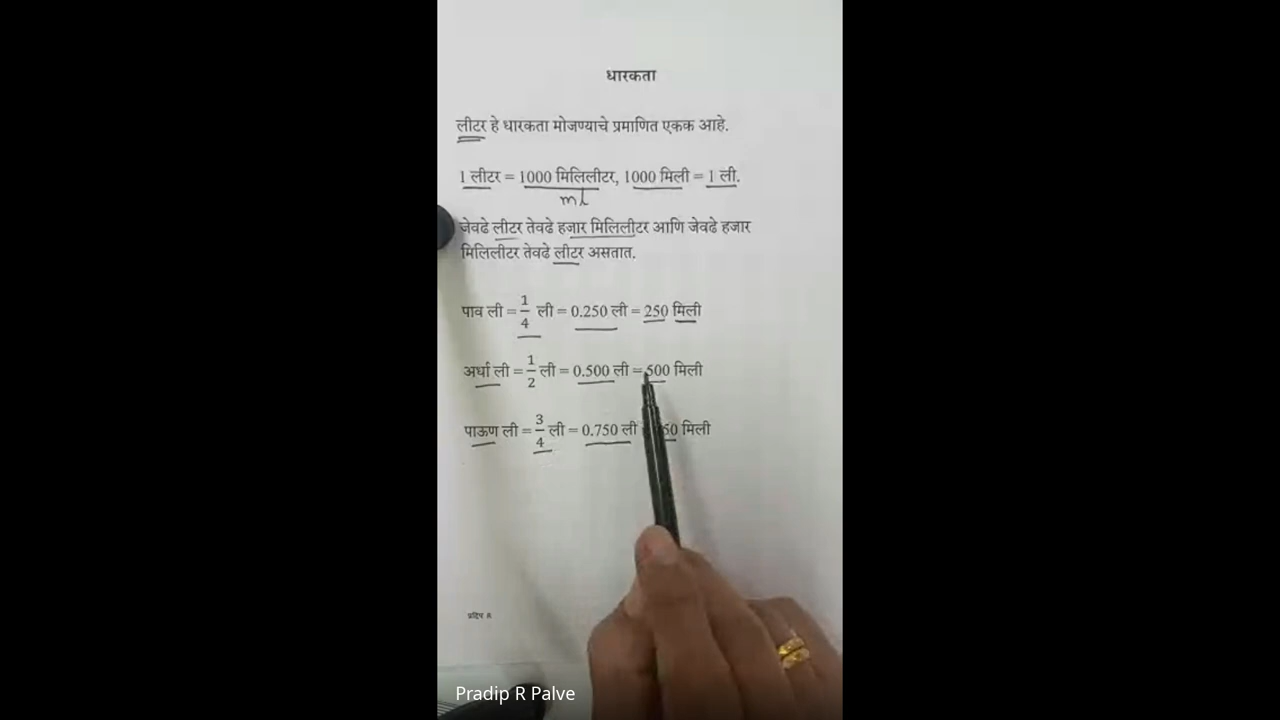 धारकता
लीटर हे धारकता मोजण्याचे प्रमाणित एकक आहे.
1 लीटर = 1000 मिलिलीटर, 1000 मिली = 1 ली.
ml
जेवढे लीटर तेवढे हजार मिलिलीटर आणि जेवढे हजार
मिलिलीटर तेवढे लीटर असतात.
पाव ली = 1/4 ली = 0.250 ली = 250 मिली
अर्धा ली = 1/2 ली = 0.500 ली = 500 मिली
पाऊण ली = 3/4 ली = 0.750 ली 50 मिली
प्रदिप R
Pradip R Palve